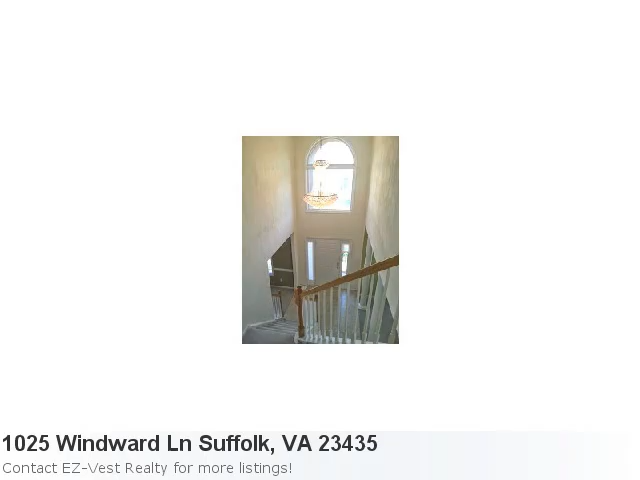 1025 Windward Ln Suffolk, VA 23435
Contact EZ-Vest Realty for more listings!